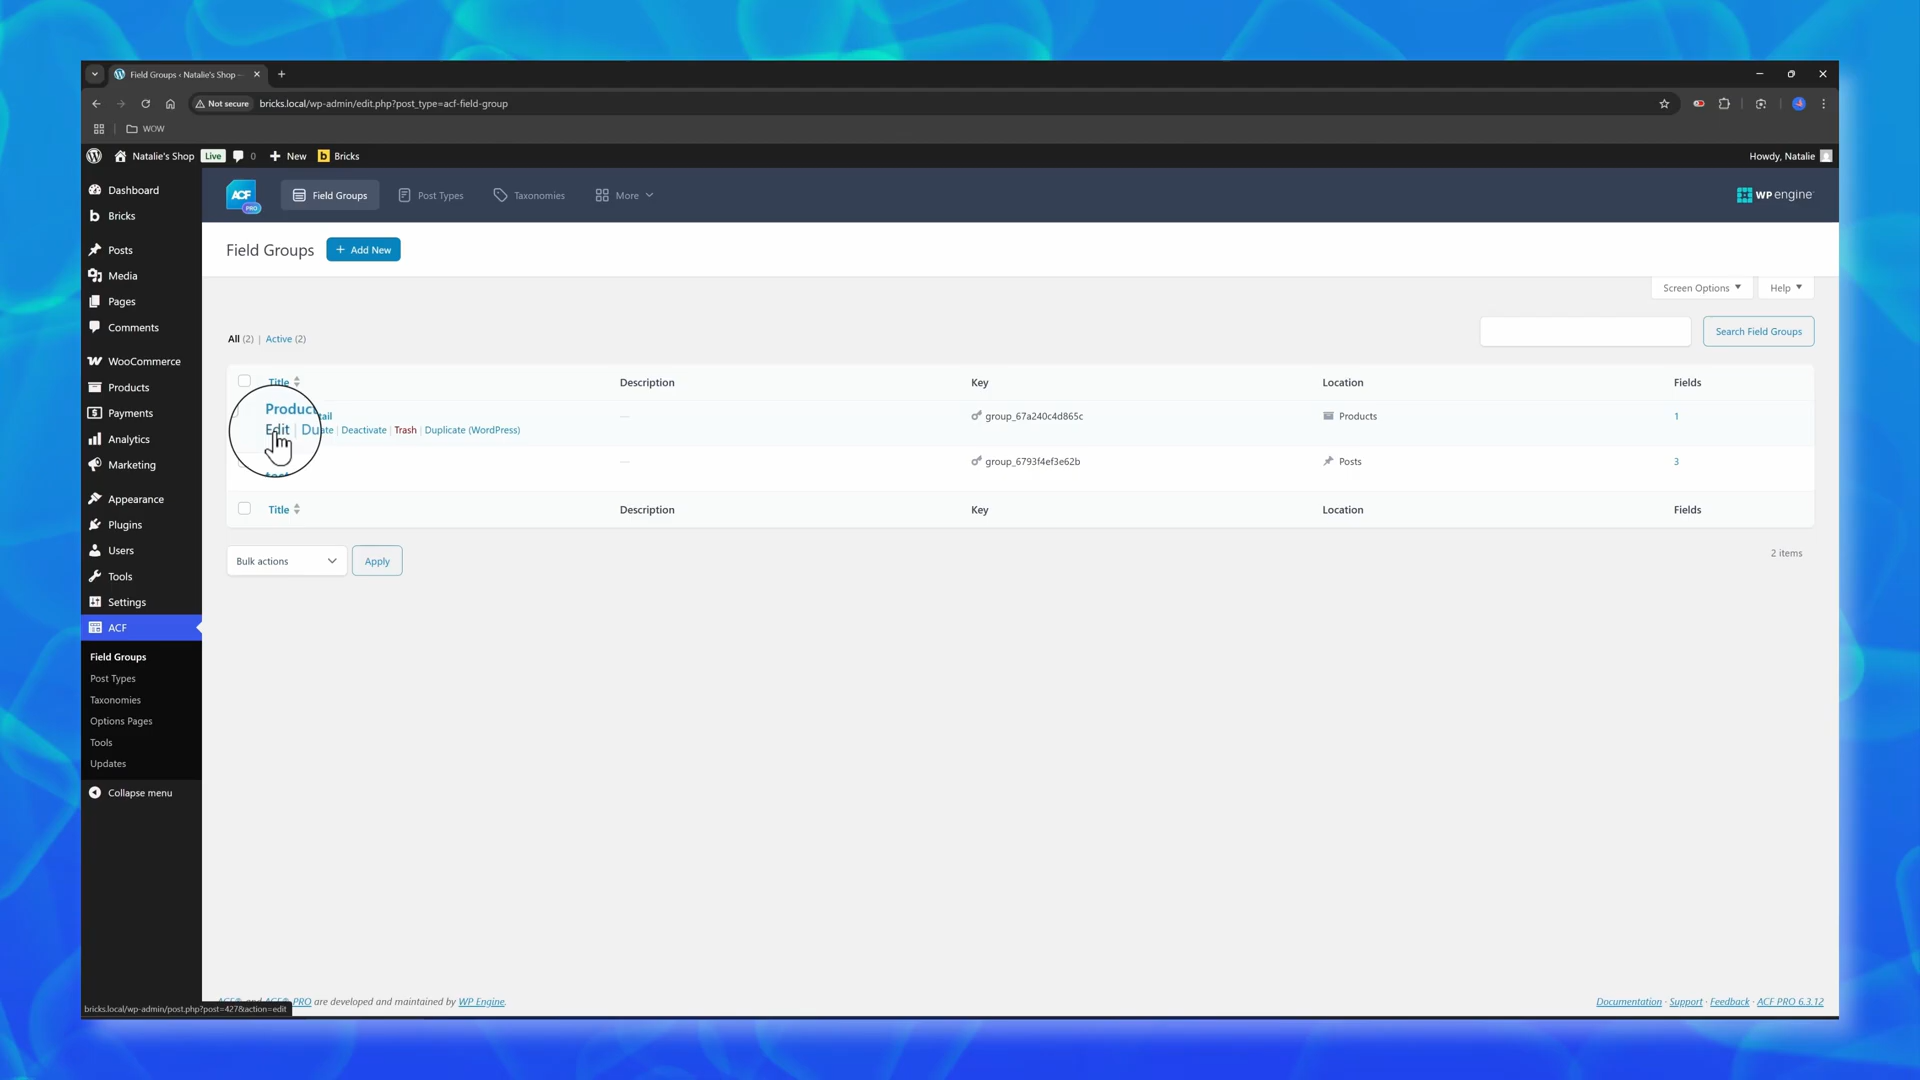 Field Groups ‹ Natalie's Shop —
Not secure bricks.local/wp-admin/edit.php?post_type=acf-field-group
WOW
Natalie's Shop Live 0 New b Bricks Howdy, Natalie
Dashboard
Bricks
Posts
Media
Pages
Comments
WooCommerce
Products
Payments
Analytics
Marketing
Appearance
Plugins
Users
Tools
Settings
ACF
Field Groups
Post Types
Taxonomies
Options Pages
Tools
Updates
Collapse menu
ACF PRO Field Groups Post Types Taxonomies More WP engine
Field Groups + Add New
Screen Options Help
All (2) | Active (2) Search Field Groups
Title Description Key Location Fields
Product — group_67a240c4d865c Products 1
Edit | Deactivate | Trash | Duplicate (WordPress)
— group_6793f4ef3e62b Posts 3
Title Description Key Location Fields
Bulk actions Apply 2 items
ACF® and ACF® PRO are developed and maintained by WP Engine.
Documentation · Support · Feedback · ACF PRO 6.3.12
bricks.local/wp-admin/post.php?post=427&action=edit